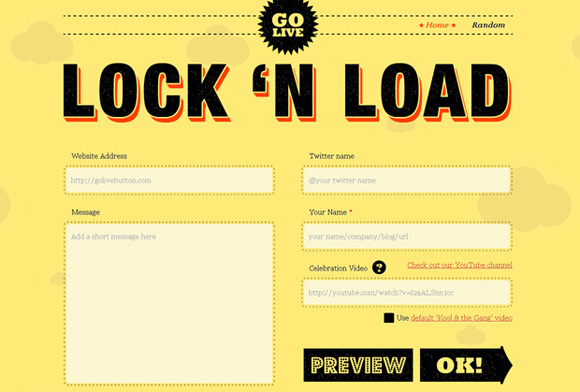 GO
LIVE
★ Home ★ Random
LOCK ‘N LOAD
Website Address
http://golivebutton.com
Twitter name
@your twitter name
Message
Add a short message here
Your Name *
your name/company/blog/url
Celebration Video ? Check out our YouTube channel
http://youtube.com/watch?v=
Use default 'Kool & the Gang' video
PREVIEW OK!